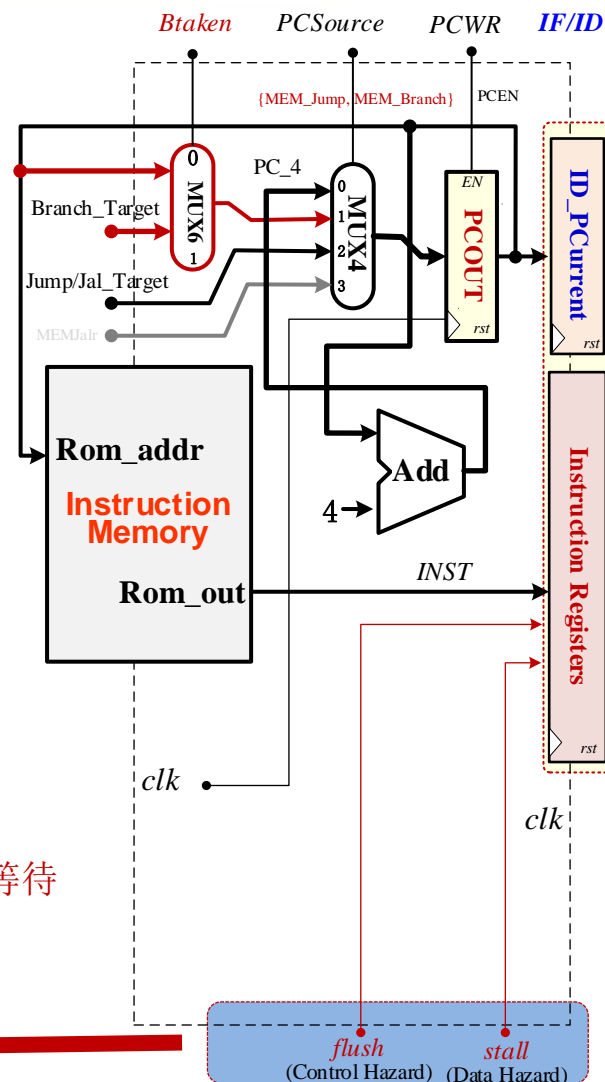 Btaken PCSource PCWR IF/ID
{MEM_Jump, MEM_Branch} PCEN
PC_4
0
MUX6
1
Branch_Target
Jump/Jal_Target
MEMJalr
0
1
2
3
MUX4
EN
PCOUT
rst
ID_PCurrent
rst
Rom_addr
Instruction
Memory
Rom_out
Add
4
INST
Instruction Registers
rst
clk
clk
等待
flush
(Control Hazard)
stall
(Data Hazard)